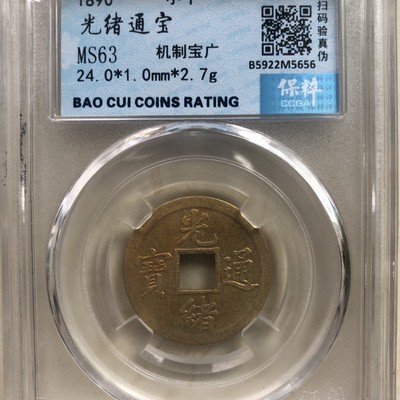 1890
光绪通宝
MS63 机制宝广
24.0*1.0mm*2.7g
BAO CUI COINS RATING
扫码验真伪
B5922M5656
保粹
CCGA
光
寶 通
緒